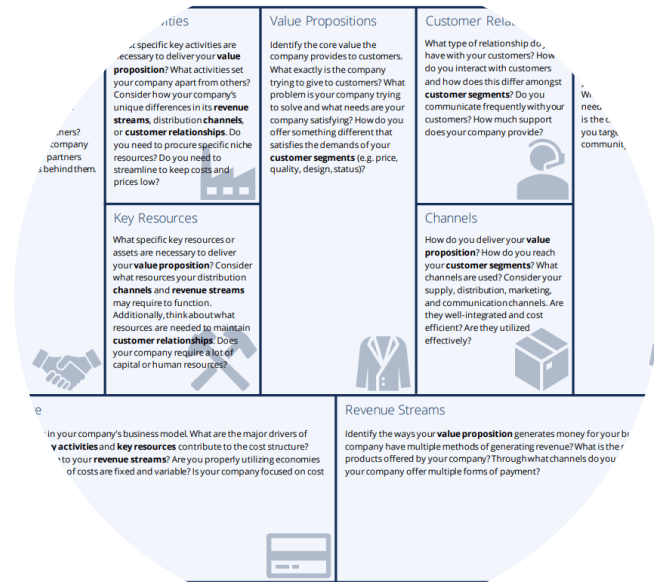 ities
st specific key activities are
necessary to deliver your value
proposition? What activities set
your company apart from others?
Consider how your company's
unique differences in its revenue
streams, distribution channels,
or customer relationships. Do
you need to procure specific niche
resources? Do you need to
streamline to keep costs and
prices low?
ners?
company
partners
s behind them.
Key Resources
What specific key resources or
assets are necessary to deliver
your value proposition? Consider
what resources your distribution
channels and revenue streams
may require to function.
Additionally, think about what
resources are needed to maintain
customer relationships. Does
your company require a lot of
capital or human resources?
Value Propositions
Identify the core value the
company provides to customers.
What exactly is the company
trying to give to customers? What
problem is your company trying
to solve and what needs are your
company satisfying? How do you
offer something different that
satisfies the demands of your
customer segments (e.g. price,
quality, design, status)?
Customer Rela
What type of relationship do y
have with your customers? How
do you interact with customers
and how does this differ amongst
customer segments? Do you
communicate frequently with your
customers? How much support
does your company provide?
Channels
How do you deliver your value
proposition? How do you reach
your customer segments? What
channels are used? Consider your
supply, distribution, marketing,
and communication channels. Are
they well-integrated and cost
efficient? Are they utilized
effectively?
need
is the c
you targe
community
re
in your company's business model. What are the major drivers of
y activities and key resources contribute to the cost structure?
to your revenue streams? Are you properly utilizing economies
of costs are fixed and variable? Is your company focused on cost
Revenue Streams
Identify the ways your value proposition generates money for your bu
company have multiple methods of generating revenue? What is the
products offered by your company? Through what channels do you
your company offer multiple forms of payment?